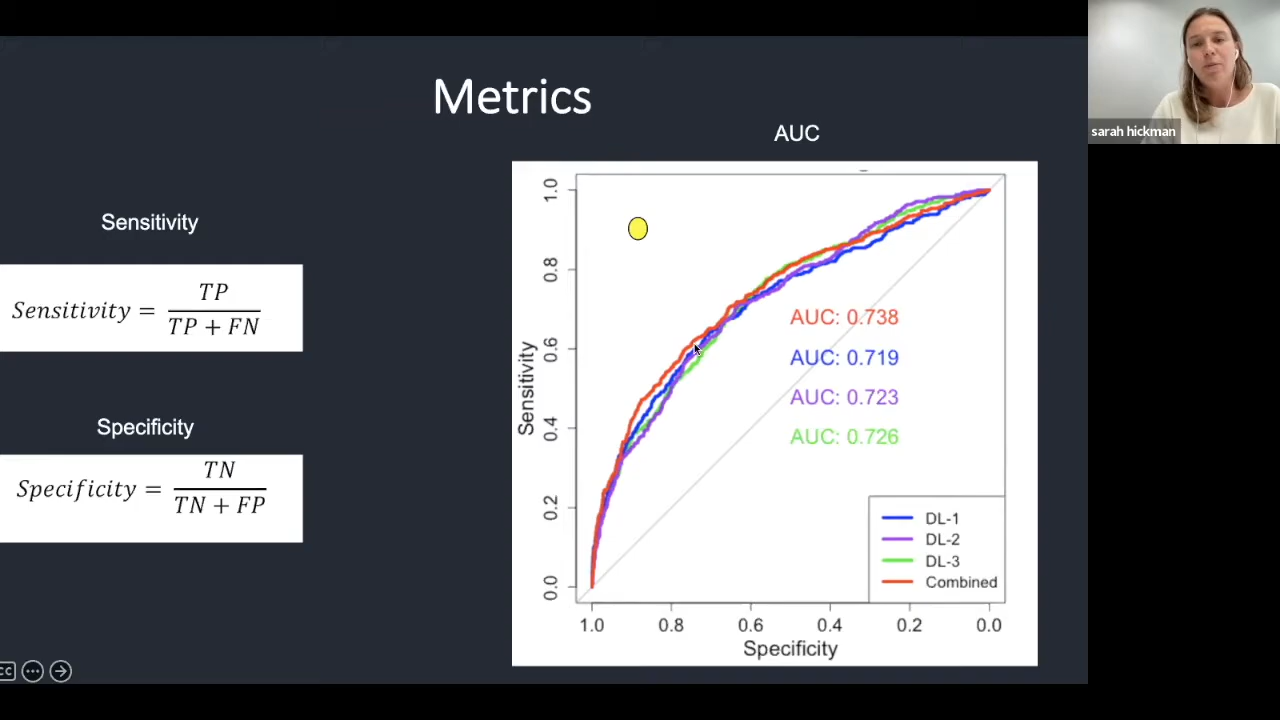 Metrics
AUC
Sensitivity
Sensitivity = TP / TP + FN
Specificity
Specificity = TN / TN + FP
Sensitivity
1.0
0.8
0.6
0.4
0.2
0.0
AUC: 0.738
AUC: 0.719
AUC: 0.723
AUC: 0.726
DL-1
DL-2
DL-3
Combined
1.0 0.8 0.6 0.4 0.2 0.0
Specificity
sarah hickman
CC